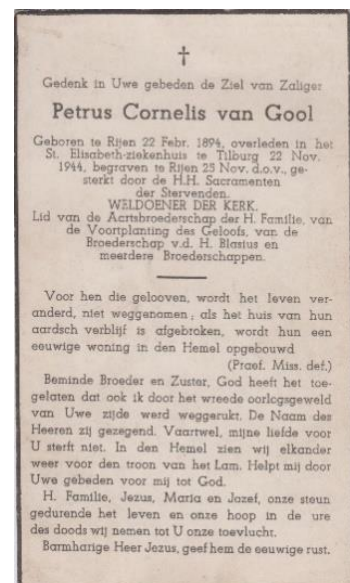 Gedenk in Uwe gebeden de Ziel van Zaliger
Petrus Cornelis van Gool
Geboren te Rijen 22 Febr. 1894, overleden in het
St. Elisabeth-ziekenhuis te Tilburg 22 Nov.
1944, begraven te Rijen 25 Nov. d.o.v., ge-
sterkt door de H.H. Sacramenten
der Stervenden.
WELDOENER DER KERK.
Lid van de Aartsbroederschap der H. Familie, van
de Voortplanting des Geloofs, van de
Broederschap v.d. H. Blasius en
meerdere Broederschappen.
Voor hen die gelooven, wordt het leven ver-
anderd, niet weggenomen; als het huis van hun
aardsch verblijf is afgebroken, wordt hun een
eeuwige woning in den Hemel opgebouwd
(Praef. Miss. def.)
Beminde Broeder en Zuster, God heeft het toe-
gelaten dat ook ik door het wreede oorlogsgeweld
van Uwe zijde werd weggerukt. De Naam des
Heeren zij gezegend. Vaartwel, mijne liefde voor
U sterft niet. In den Hemel zien wij elkander
weer voor den troon van het Lam. Helpt mij door
Uwe gebeden voor mij tot God.
H. Familie, Jezus, Maria en Jozef, onze steun
gedurende het leven en onze hoop in de ure
des doods wij nemen tot U onze toevlucht.
Barmharige Heer Jezus, geef hem de eeuwige rust.